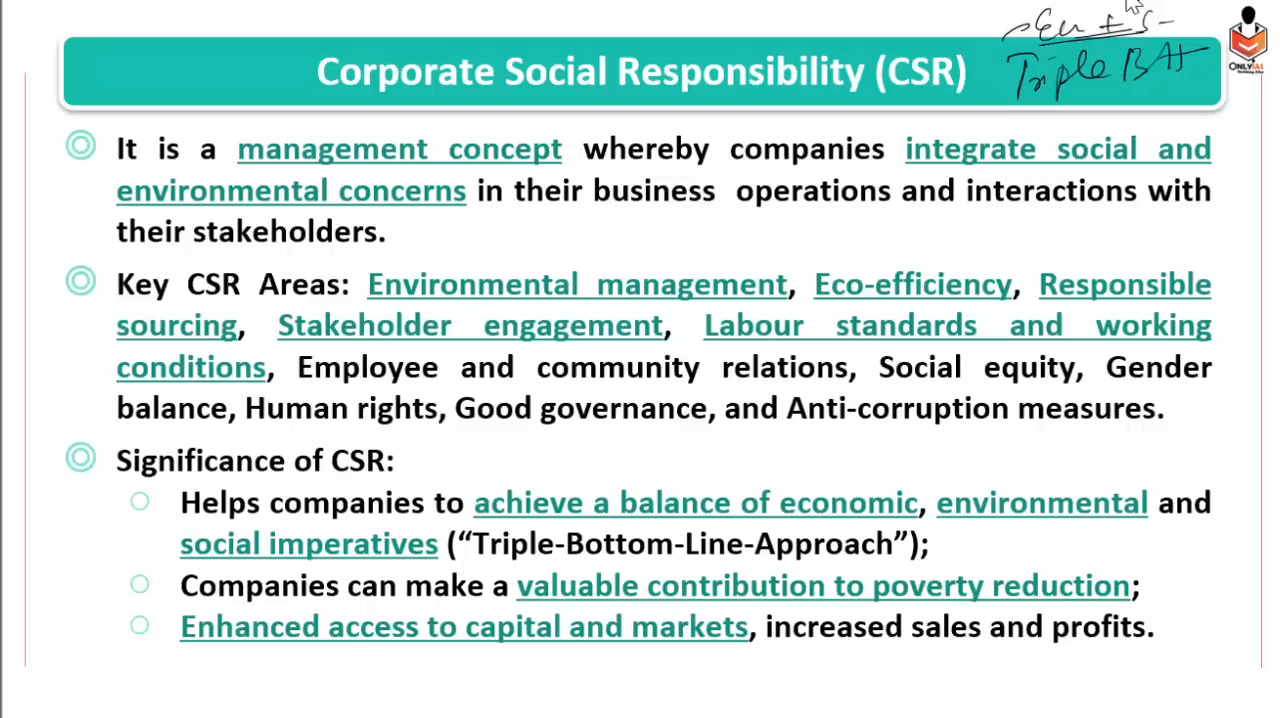 Triple
Corporate Social Responsibility (CSR)
ONLYIAS
It is a management concept whereby companies integrate social and
environmental concerns in their business operations and interactions with
their stakeholders.
Key CSR Areas: Environmental management, Eco-efficiency, Responsible
sourcing, Stakeholder engagement, Labour standards and working
conditions, Employee and community relations, Social equity, Gender
balance, Human rights, Good governance, and Anti-corruption measures.
Significance of CSR:
Helps companies to achieve a balance of economic, environmental and
social imperatives (“Triple-Bottom-Line-Approach”);
Companies can make a valuable contribution to poverty reduction;
Enhanced access to capital and markets, increased sales and profits.